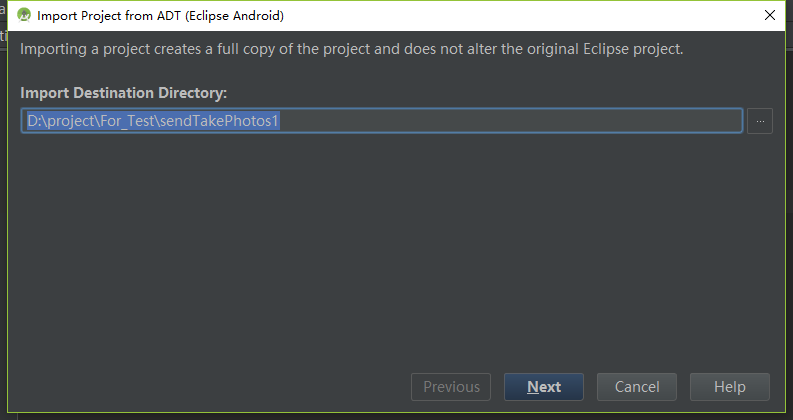 Import Project from ADT (Eclipse Android)
Importing a project creates a full copy of the project and does not alter the original Eclipse project.
Import Destination Directory:
D:\project\For_Test\sendTakePhotos1
...
Previous
Next
Cancel
Help